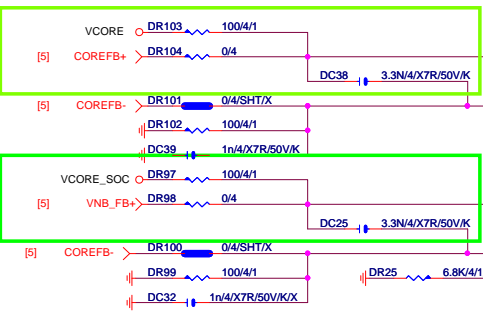 VCORE DR103 100/4/1
[5] COREFB+ DR104 0/4
DC38 3.3N/4/X7R/50V/K
[5] COREFB- DR101 0/4/SHT/X
DR102 100/4/1
DC39 1n/4/X7R/50V/K
VCORE_SOC DR97 100/4/1
[5] VNB_FB+ DR98 0/4
DC25 3.3N/4/X7R/50V/K
[5] COREFB- DR100 0/4/SHT/X
DR99 100/4/1 DR25 6.8K/4/1
DC32 1n/4/X7R/50V/K/X